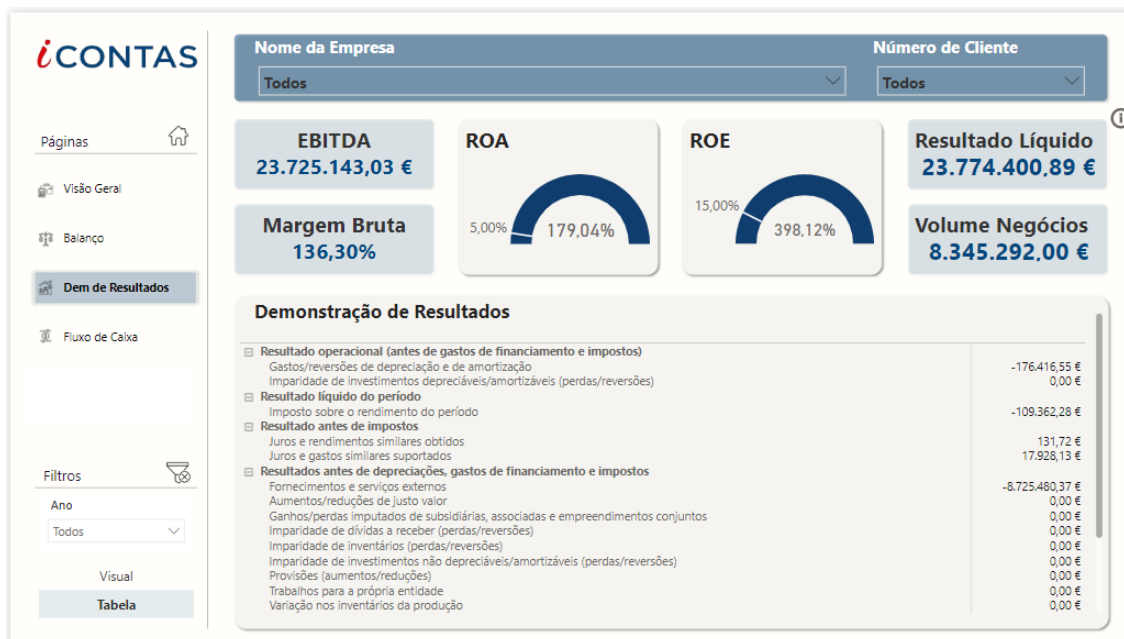 iCONTAS
Nome da Empresa
Número de Cliente
Todos
Todos
Páginas
Visão Geral
Balanço
Dem de Resultados
Fluxo de Caixa
Filtros
Ano
Todos
Visual
Tabela
EBITDA
23.725.143,03 €
Margem Bruta
136,30%
ROA
5,00%
179,04%
ROE
15,00%
398,12%
Resultado Líquido
23.774.400,89 €
Volume Negócios
8.345.292,00 €
Demonstração de Resultados
Resultado operacional (antes de gastos de financiamento e impostos)
Gastos/reversões de depreciação e de amortização -176.416,55 €
Imparidade de investimentos depreciáveis/amortizáveis (perdas/reversões) 0,00 €
Resultado líquido do período
Imposto sobre o rendimento do período -109.362,28 €
Resultado antes de impostos
Juros e rendimentos similares obtidos 131,72 €
Juros e gastos similares suportados 17.928,13 €
Resultados antes de depreciações, gastos de financiamento e impostos
Fornecimentos e serviços externos -8.725.480,37 €
Aumentos/reduções de justo valor 0,00 €
Ganhos/perdas imputados de subsidiárias, associadas e empreendimentos conjuntos 0,00 €
Imparidade de dívidas a receber (perdas/reversões) 0,00 €
Imparidade de inventários (perdas/reversões) 0,00 €
Imparidade de investimentos não depreciáveis/amortizáveis (perdas/reversões) 0,00 €
Provisões (aumentos/reduções) 0,00 €
Trabalhos para a própria entidade 0,00 €
Variação nos inventários da produção 0,00 €